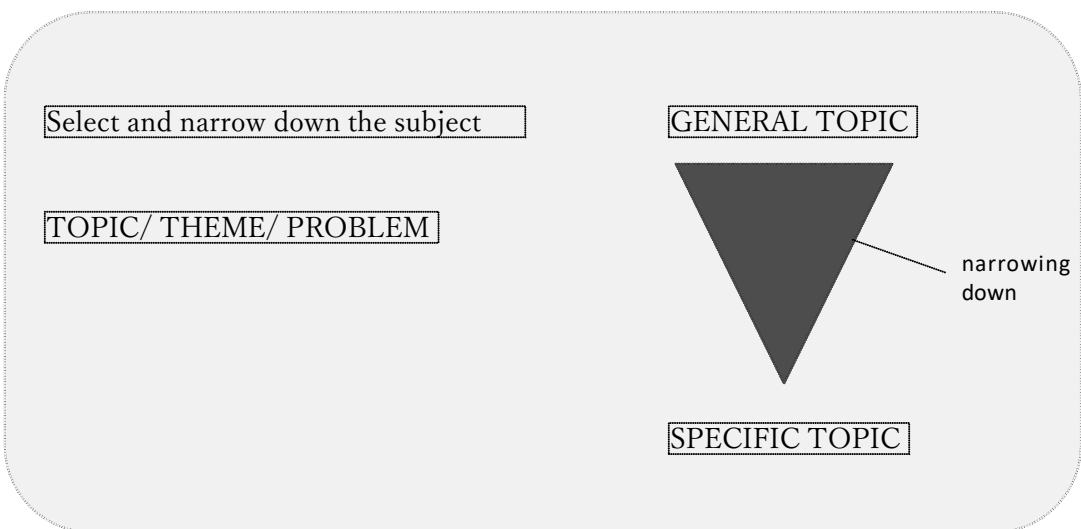 Select and narrow down the subject
TOPIC/ THEME/ PROBLEM
GENERAL TOPIC
narrowing
down
SPECIFIC TOPIC